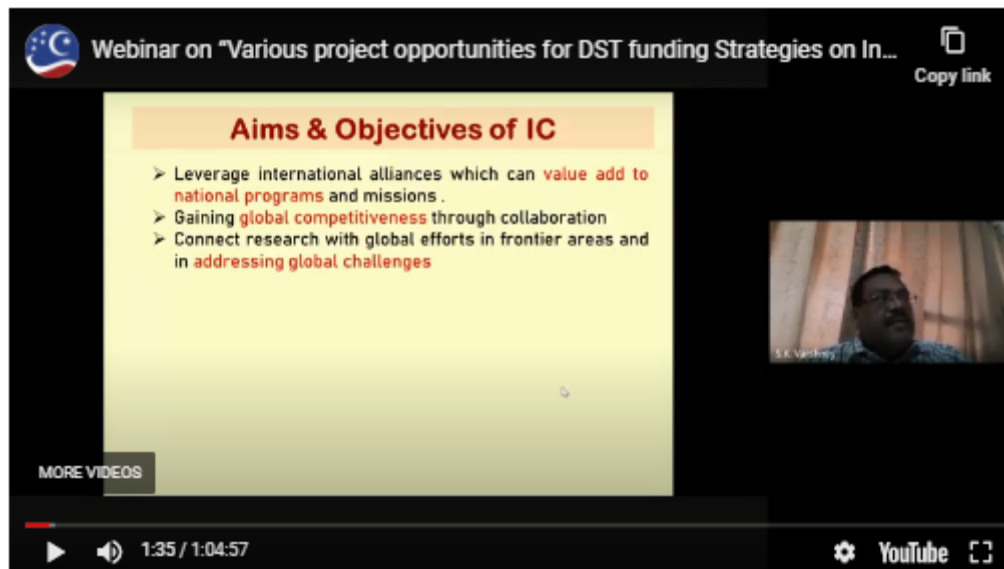 Webinar on "Various project opportunities for DST funding Strategies on In...
Copy link
Aims & Objectives of IC
➤ Leverage international alliances which can value add to
national programs and missions .
➤ Gaining global competitiveness through collaboration
➤ Connect research with global efforts in frontier areas and
in addressing global challenges
S.K Varshney
MORE VIDEOS
1:35 / 1:04:57
YouTube